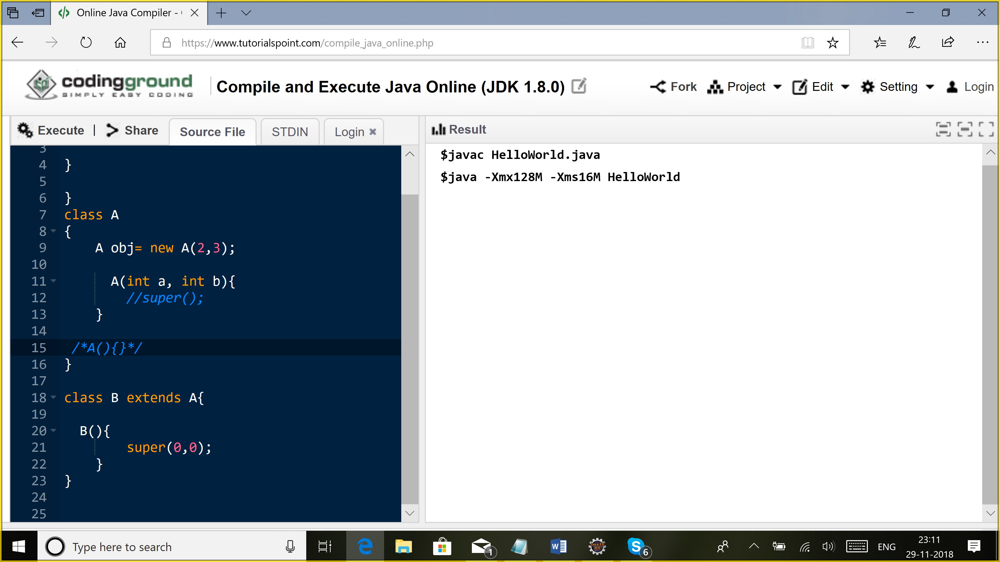 Online Java Compiler -
https://www.tutorialspoint.com/compile_java_online.php
codingground
SIMPLY EASY CODING
Compile and Execute Java Online (JDK 1.8.0)
Fork Project Edit Setting Login
Execute | Share Source File STDIN Login
Result
3
4 }
5
6 }
7 class A
8 {
9 A obj= new A(2,3);
10
11 A(int a, int b){
12 //super();
13 }
14
15 /*A(){}*/
16 }
17
18 class B extends A{
19
20 B(){
21 super(0,0);
22 }
23 }
24
25
$javac HelloWorld.java
$java -Xmx128M -Xms16M HelloWorld
Type here to search
1
Java EE
IDE
6
ENG
23:11
29-11-2018